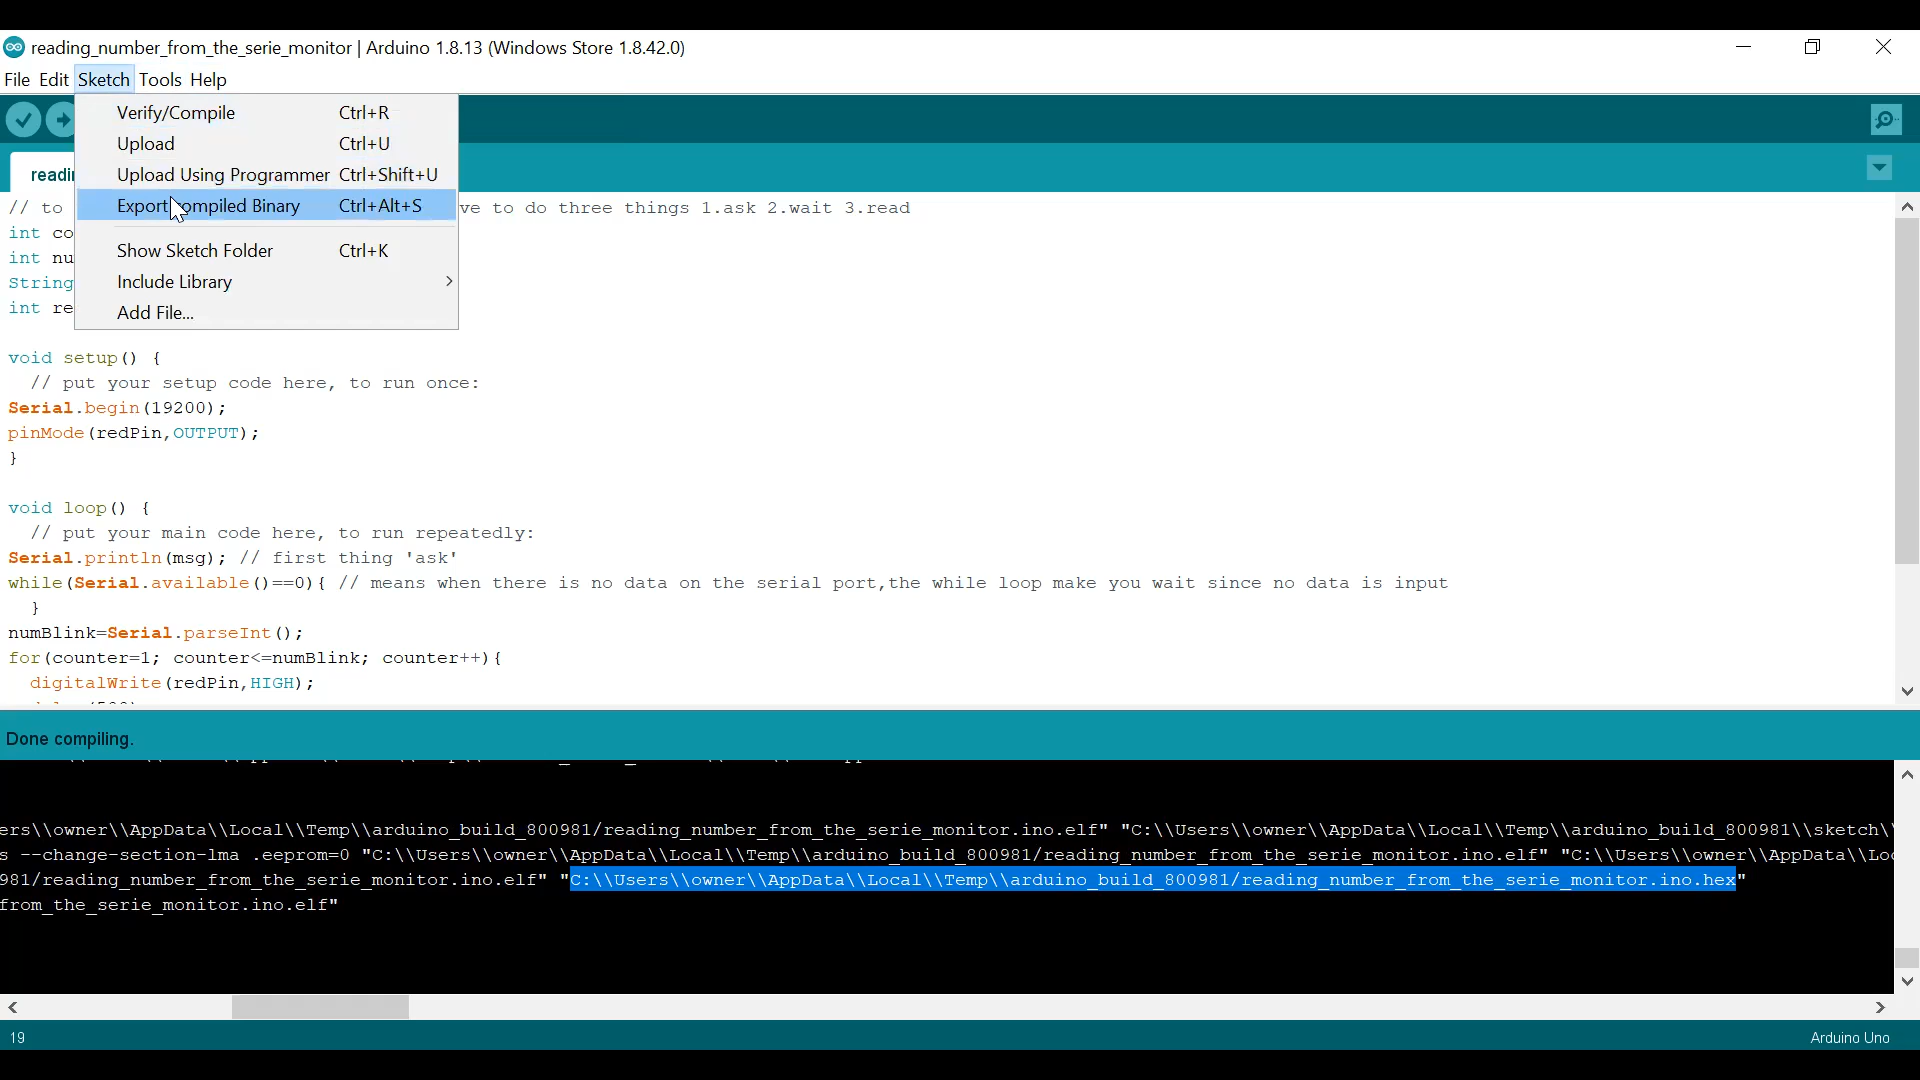 reading_number_from_the_serie_monitor | Arduino 1.8.13 (Windows Store 1.8.42.0)
File Edit Sketch Tools Help
Verify/Compile Ctrl+R
Upload Ctrl+U
Upload Using Programmer Ctrl+Shift+U
Export Compiled Binary Ctrl+Alt+S
Show Sketch Folder Ctrl+K
Include Library
Add File...
readi
// to ve to do three things 1.ask 2.wait 3.read
int co
int nu
String
int re
void setup() {
// put your setup code here, to run once:
Serial.begin(19200);
pinMode(redPin,OUTPUT);
}
void loop() {
// put your main code here, to run repeatedly:
Serial.println(msg); // first thing 'ask'
while(Serial.available()==0){ // means when there is no data on the serial port,the while loop make you wait since no data is input
}
numBlink=Serial.parseInt();
for(counter=1; counter<=numBlink; counter++){
digitalWrite(redPin,HIGH);
Done compiling.
ers\\owner\\AppData\\Local\\Temp\\arduino_build_800981/reading_number_from_the_serie_monitor.ino.elf" "C:\\Users\\owner\\AppData\\Local\\Temp\\arduino_build_800981\\sketch\\
s --change-section-lma .eeprom=0 "C:\\Users\\owner\\AppData\\Local\\Temp\\arduino_build_800981/reading_number_from_the_serie_monitor.ino.elf" "C:\\Users\\owner\\AppData\\Loc
981/reading_number_from_the_serie_monitor.ino.elf" "C:\\Users\\owner\\AppData\\Local\\Temp\\arduino_build_800981/reading_number_from_the_serie_monitor.ino.hex"
from_the_serie_monitor.ino.elf"
19
Arduino Uno